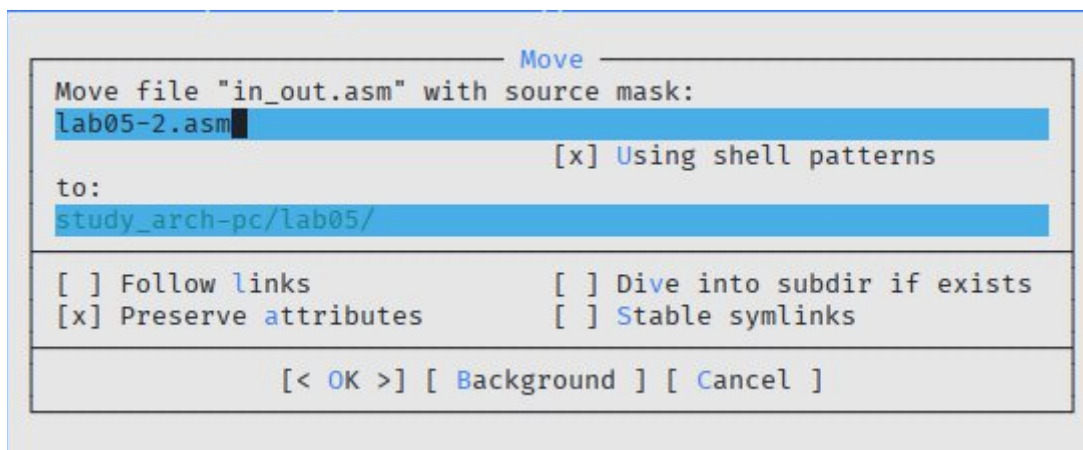 Move
Move file "in_out.asm" with source mask:
lab05-2.asm
[x] Using shell patterns
to:
study_arch-pc/lab05/
[ ] Follow links [ ] Dive into subdir if exists
[x] Preserve attributes [ ] Stable symlinks
[< OK >] [ Background ] [ Cancel ]